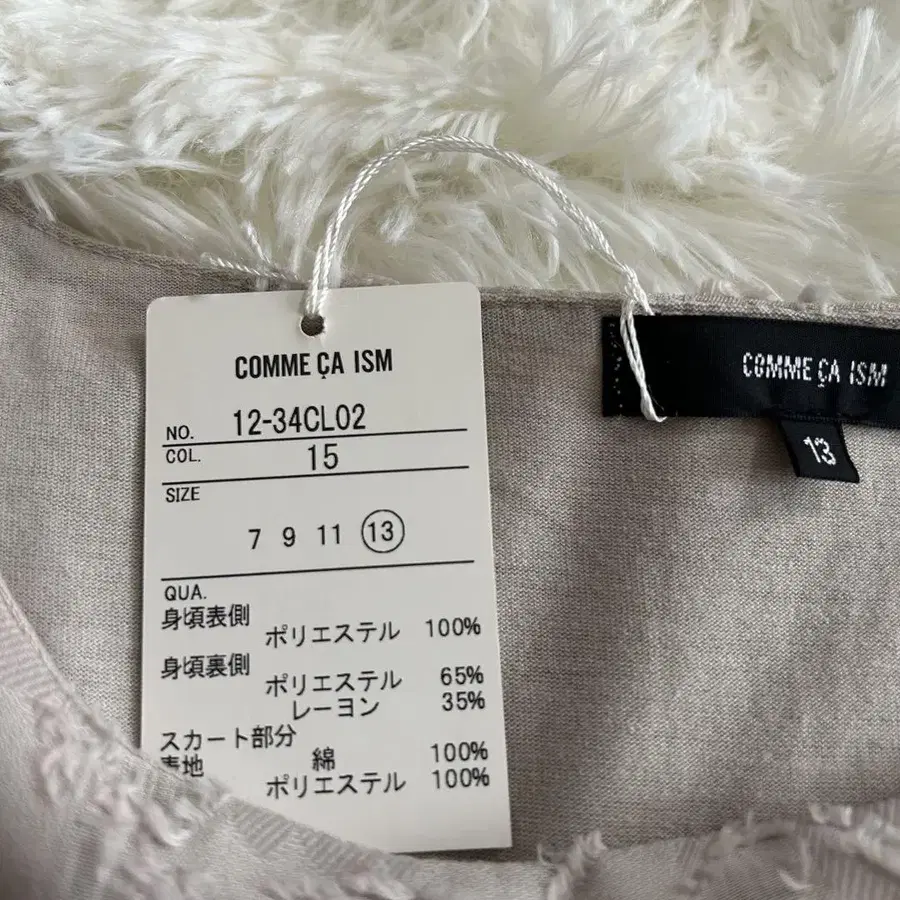 COMME ÇA ISM
NO. 12-34CL02
COL. 15
SIZE
7 9 11 13
QUA.
身頃表側
ポリエステル 100%
身頃裏側
ポリエステル 65%
レーヨン 35%
スカート部分
表地 綿 100%
ポリエステル 100%
COMME ÇA ISM
13